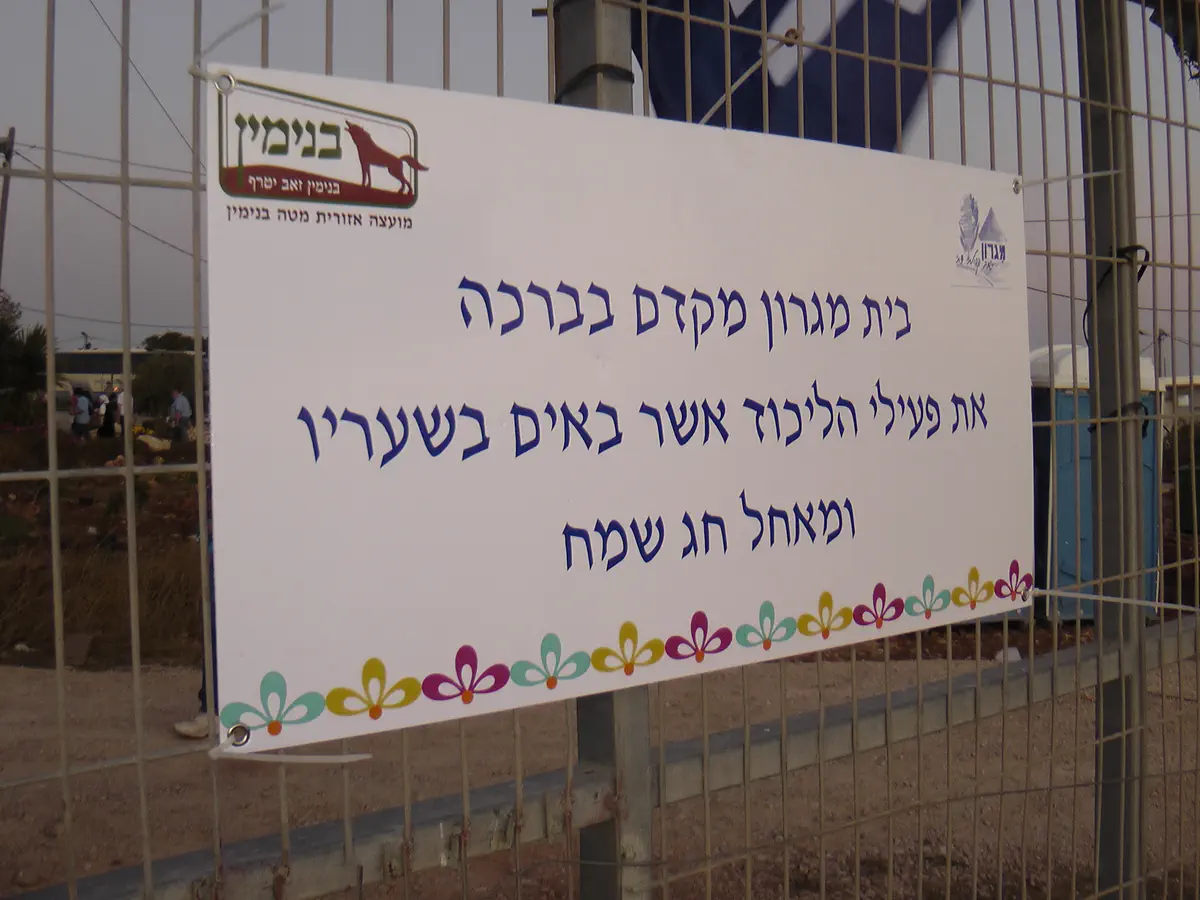 בנימין
בנימין זאב יטרף
מועצה אזורית מטה בנימין
מגרון
בית מגרון מקדם בברכה
את פעילי הליכוד אשר באים בשעריו
ומאחל חג שמח